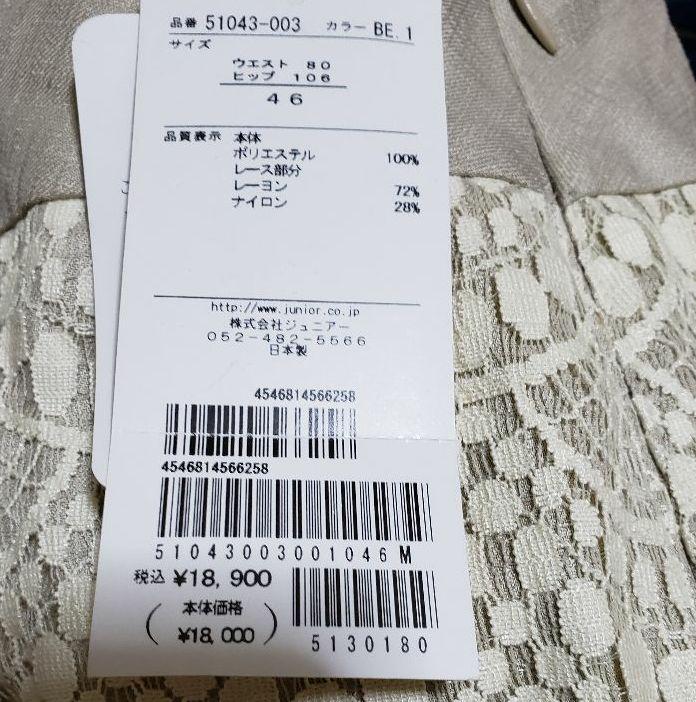 品番 51043-003 カラー BE. 1
サイズ
ウエスト 80
ヒップ 106
46
品質表示 本体
ポリエステル 100%
レース部分
レーヨン 72%
ナイロン 28%
http://www.junior.co.jp
株式会社ジュニアー
052-482-5566
日本製
4546814566258
4546814566258
510430030010​46 M
税込 ¥18,900
(本体価格
¥18,000)
5130180